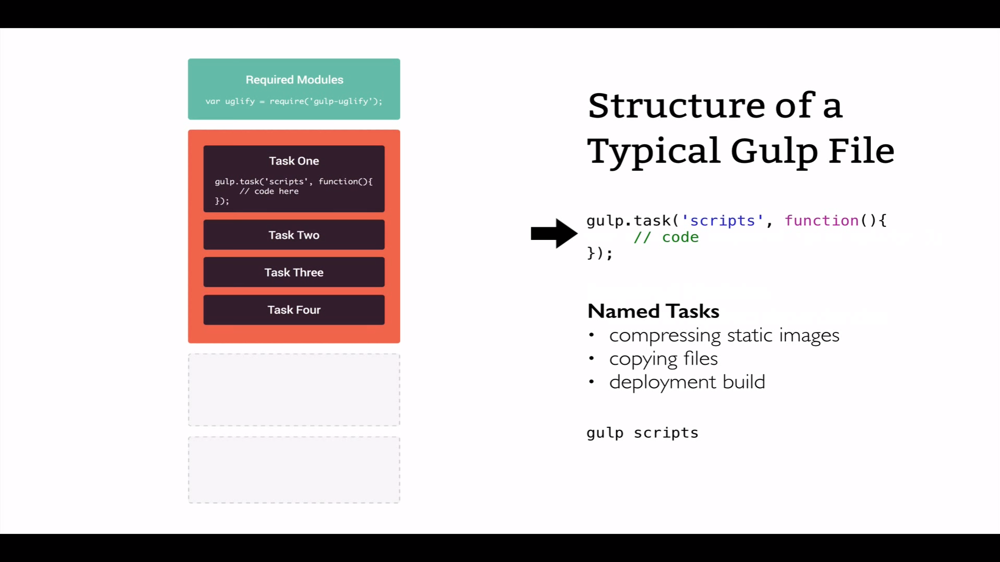 Required Modules
var uglify = require('gulp-uglify');
Task One
gulp.task('scripts', function(){
// code here
});
Task Two
Task Three
Task Four
Structure of a
Typical Gulp File
gulp.task('scripts', function(){
// code
});
Named Tasks
• compressing static images
• copying files
• deployment build
gulp scripts